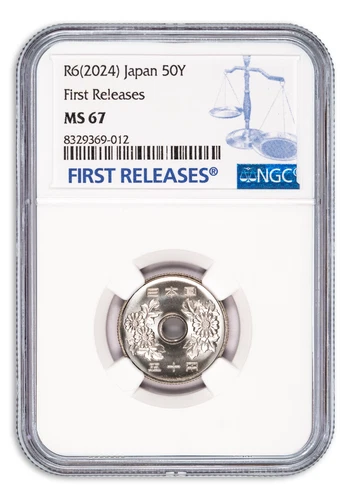 R6(2024) Japan 50Y
First Releases
MS 67
8329369-012
FIRST RELEASES®
NGC®
日本国
五十円